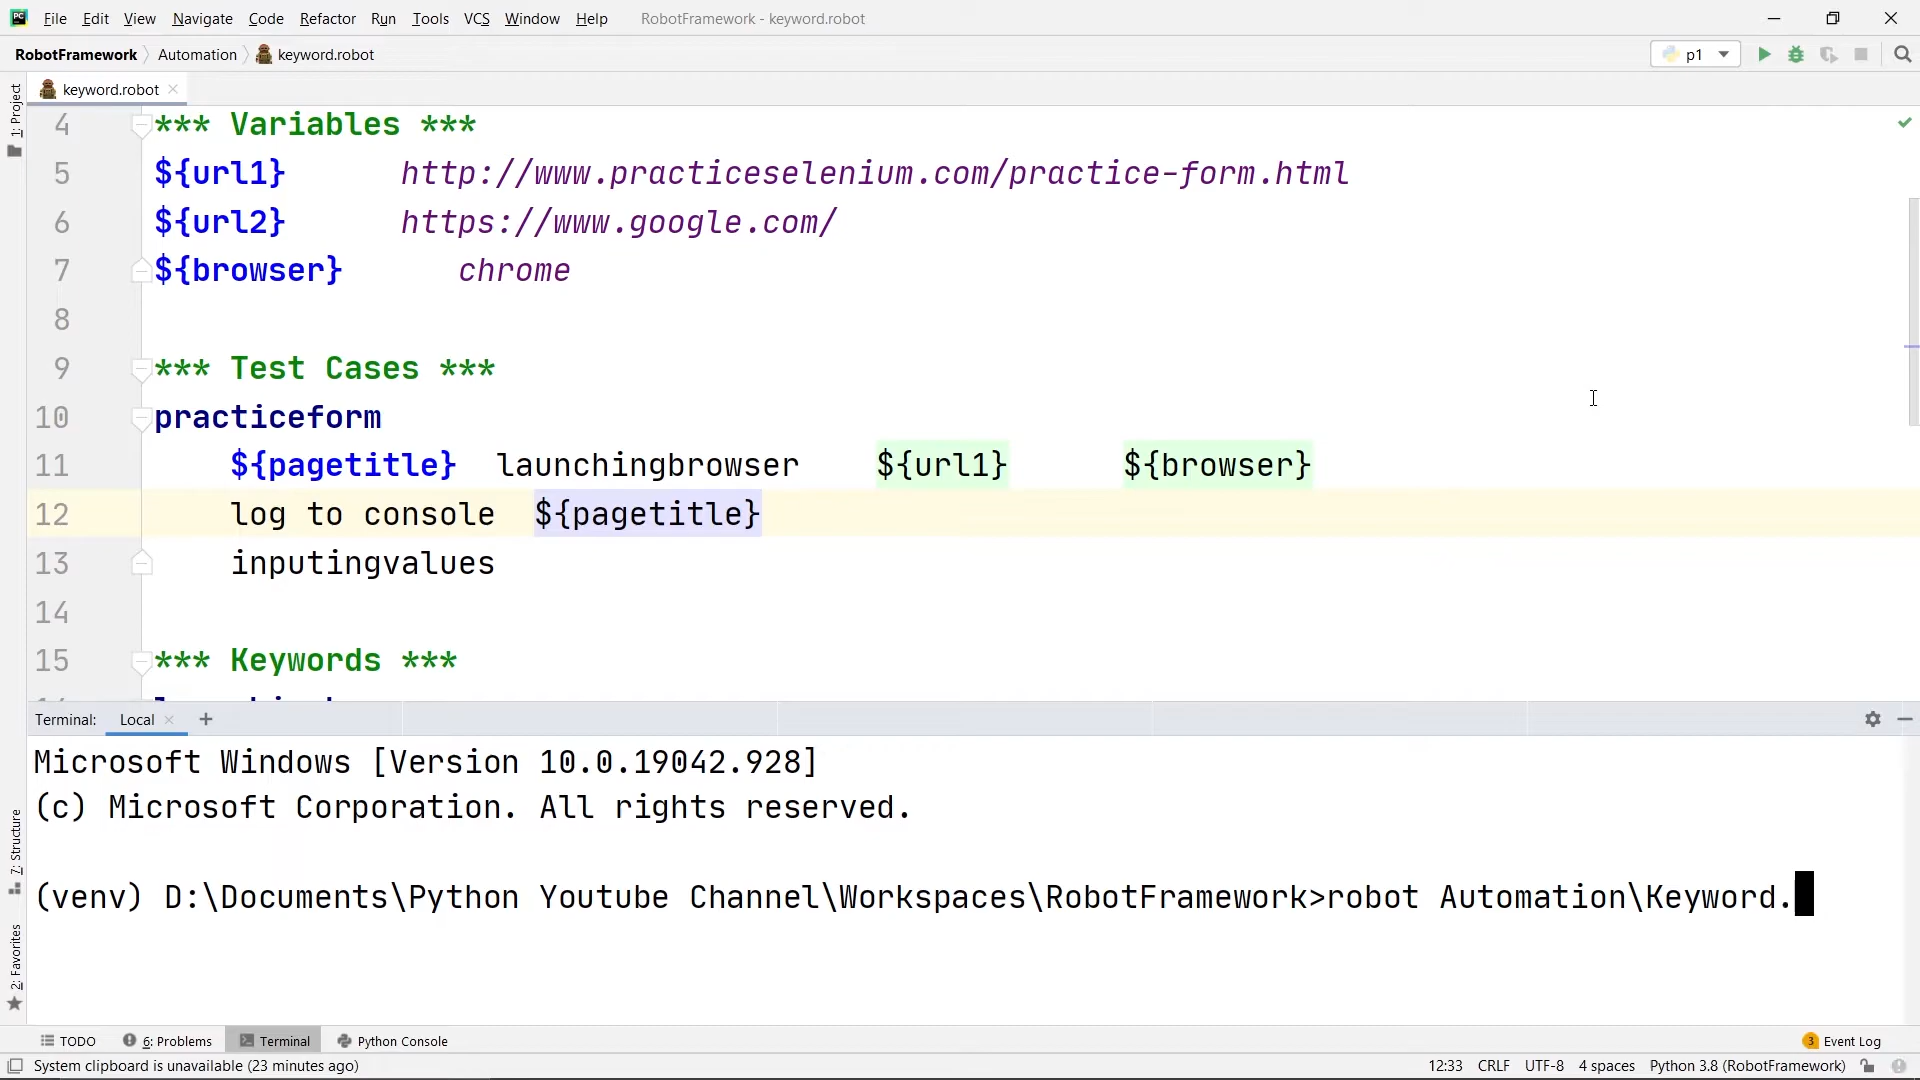 File Edit View Navigate Code Refactor Run Tools VCS Window Help RobotFramework - keyword.robot
RobotFramework Automation keyword.robot p1
keyword.robot
1: Project
4 *** Variables ***
5 ${url1} http://www.practiceselenium.com/practice-form.html
6 ${url2} https://www.google.com/
7 ${browser} chrome
8
9 *** Test Cases ***
10 practiceform
11 ${pagetitle} launchingbrowser ${url1} ${browser}
12 log to console ${pagetitle}
13 inputingvalues
14
15 *** Keywords ***
Terminal: Local +
Microsoft Windows [Version 10.0.19042.928]
(c) Microsoft Corporation. All rights reserved.
(venv) D:\Documents\Python Youtube Channel\Workspaces\RobotFramework>robot Automation\Keyword.
7: Structure
2: Favorites
TODO 6: Problems Terminal Python Console 3 Event Log
System clipboard is unavailable (23 minutes ago) 12:33 CRLF UTF-8 4 spaces Python 3.8 (RobotFramework)